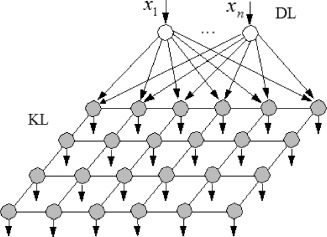 x1 ... xn DL
KL